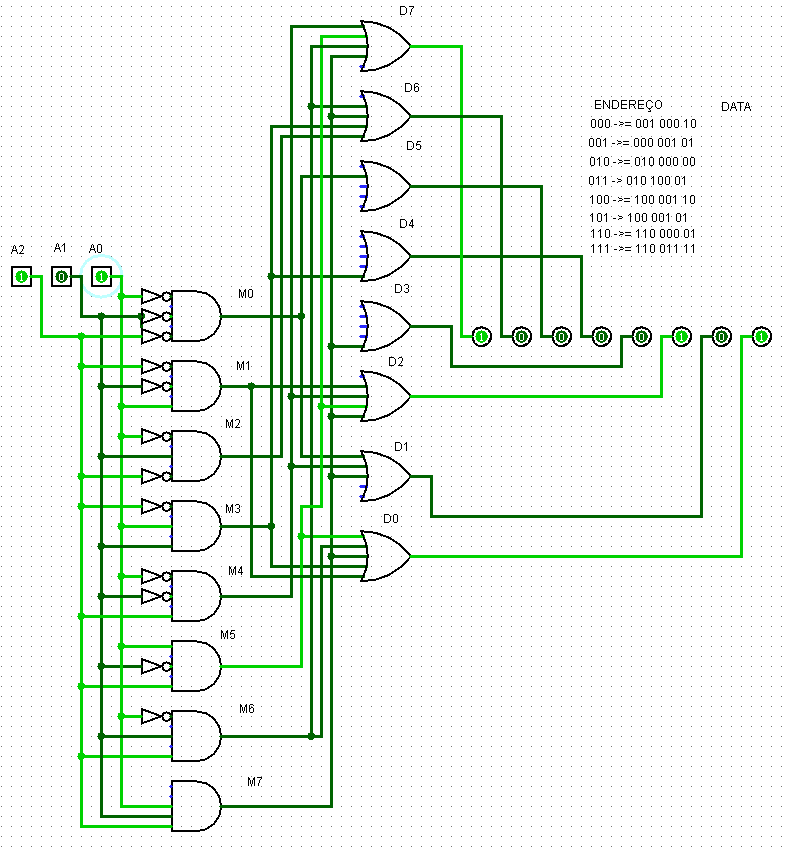 D7
D6
ENDEREÇO DATA
000 ->= 001 000 10
001 ->= 000 001 01
D5
010 ->= 010 000 00
011 -> 010 100 01
100 ->= 100 001 10
101 -> 100 001 01
D4
110 ->= 110 000 01
111 ->= 110 011 11
A2 A1 A0
1 0 1
D3
M0
1 0 0 0 0 1 0 1
D2
M1
M2
D1
M3
D0
M4
M5
M6
M7